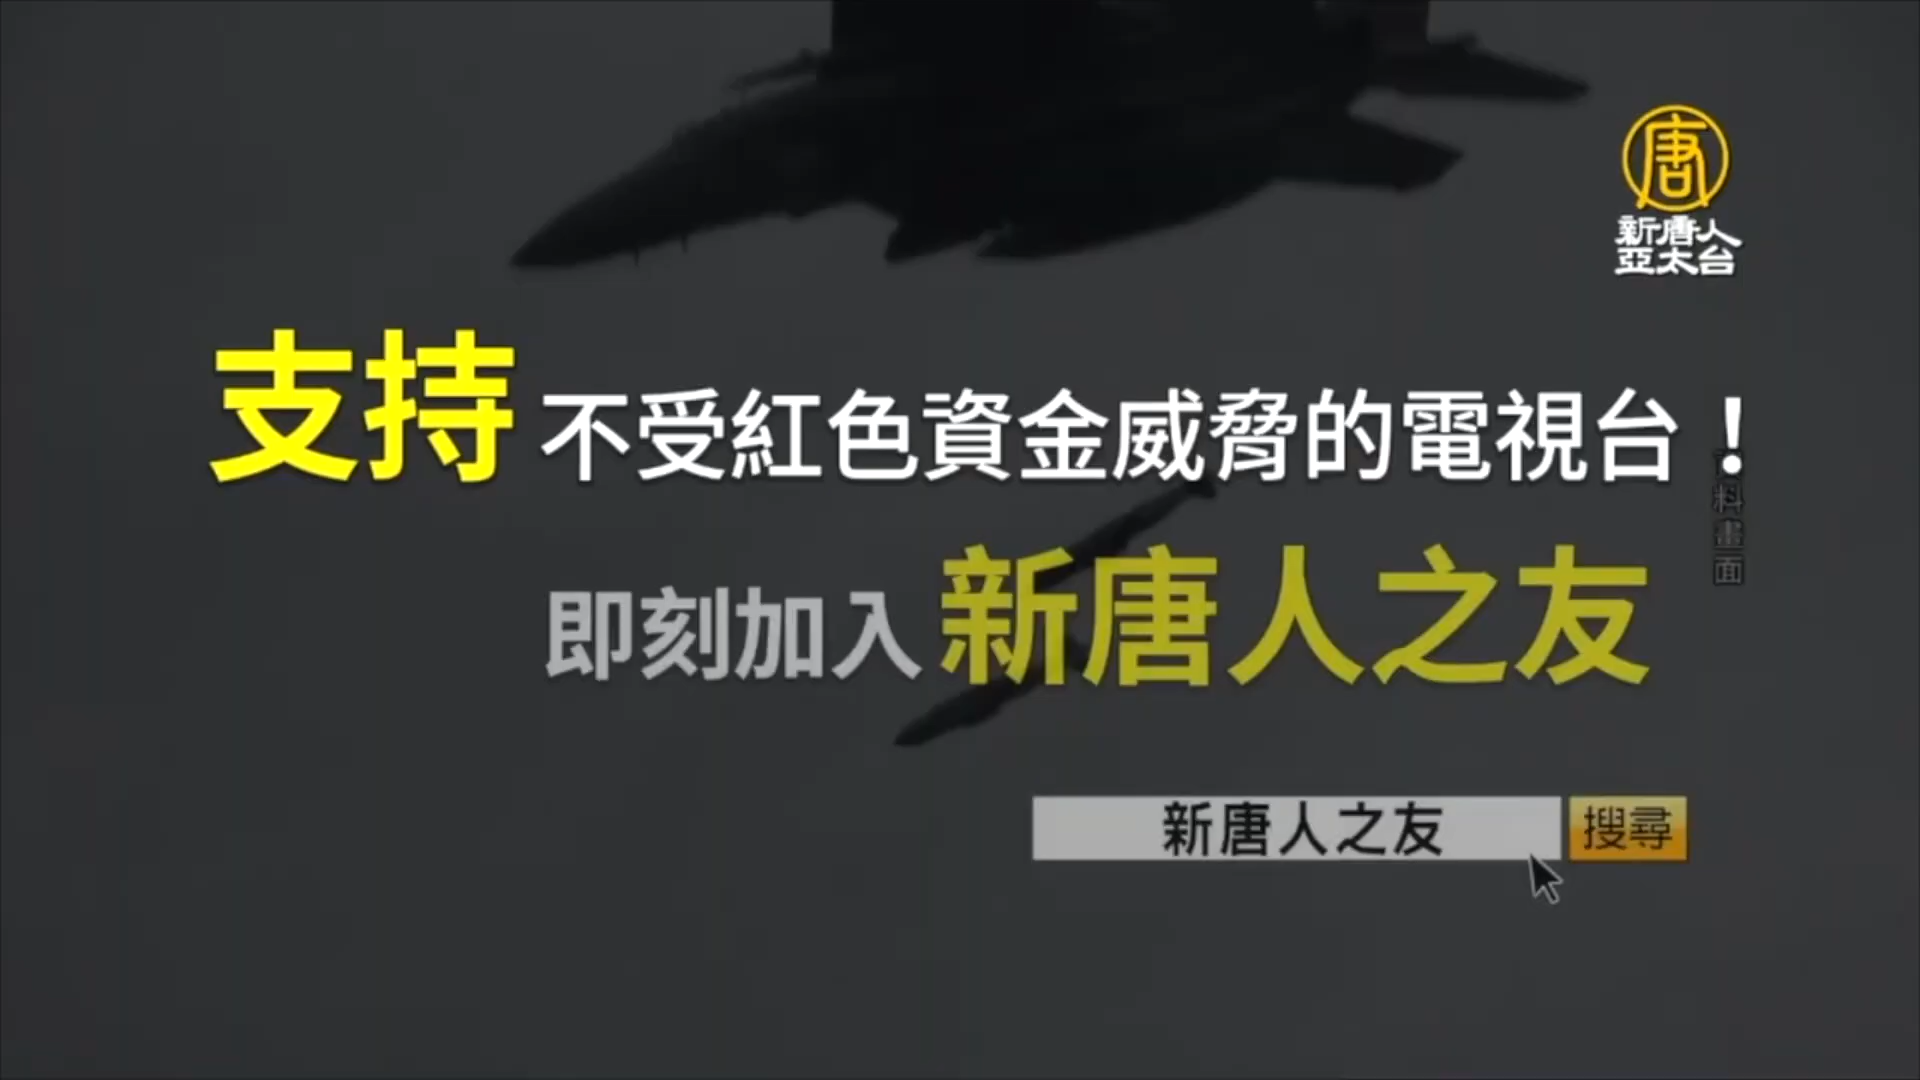 唐
新唐人
亞太台
支持 不受紅色資金威脅的電視台！
資料畫面
即刻加入 新唐人之友
新唐人之友 搜尋